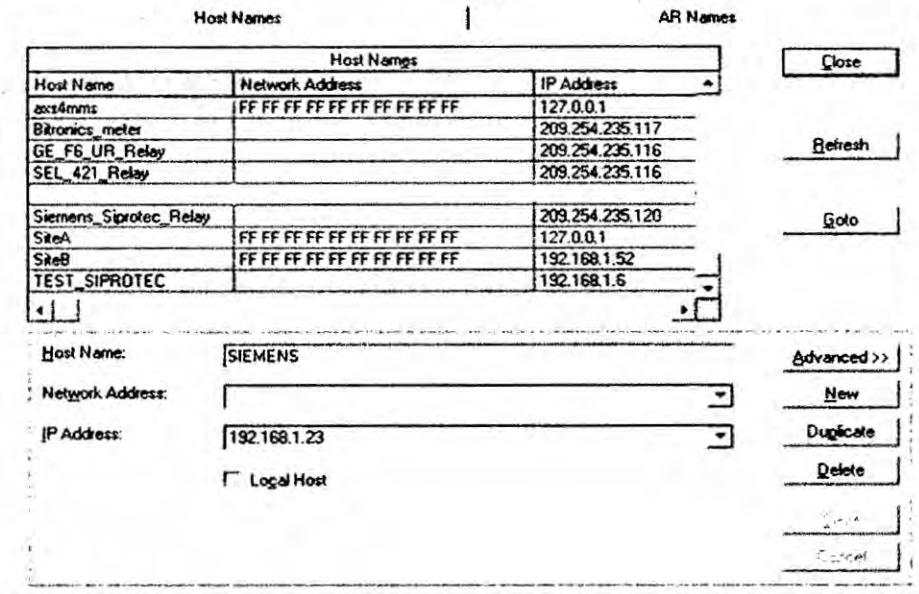 Host Names | AR Names
Host Names
Close
Host Name Network Address IP Address
axs4mms FF FF FF FF FF FF FF FF FF FF 127.0.0.1
Bitronics_meter 209.254.235.117
Refresh
GE_F6_UR_Relay 209.254.235.116
SEL_421_Relay 209.254.235.116
Siemens_Siprotec_Relay 209.254.235.120
Goto
SiteA FF FF FF FF FF FF FF FF FF FF 127.0.0.1
SiteB FF FF FF FF FF FF FF FF FF FF 192.168.1.52
TEST_SIPROTEC 192.168.1.6
Host Name: SIEMENS Advanced >>
Network Address: New
IP Address: 192.168.1.23 Duplicate
Local Host Delete
Cancel